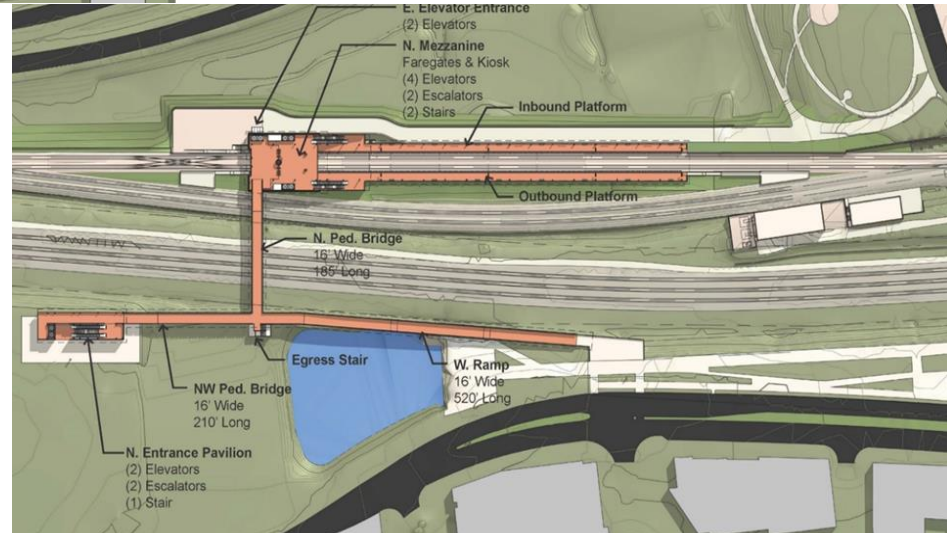 E. Elevator Entrance
(2) Elevators
N. Mezzanine
Faregates & Kiosk
(4) Elevators
(2) Escalators
(2) Stairs
Inbound Platform
Outbound Platform
N. Ped. Bridge
16' Wide
185' Long
Egress Stair
W. Ramp
16' Wide
520' Long
NW Ped. Bridge
16' Wide
210' Long
N. Entrance Pavilion
(2) Elevators
(2) Escalators
(1) Stair